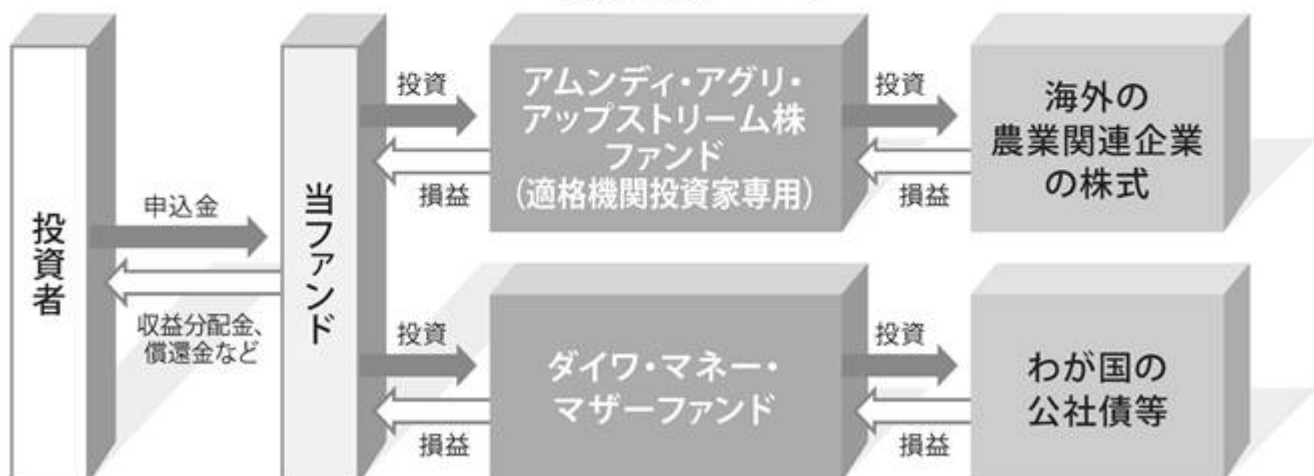 投資者
申込金
収益分配金、
償還金など
当ファンド
投資
損益
アムンディ・アグリ・
アップストリーム株
ファンド
（適格機関投資家専用）
投資
損益
海外の
農業関連企業
の株式
投資
損益
ダイワ・マネー・
マザーファンド
投資
損益
わが国の
公社債等